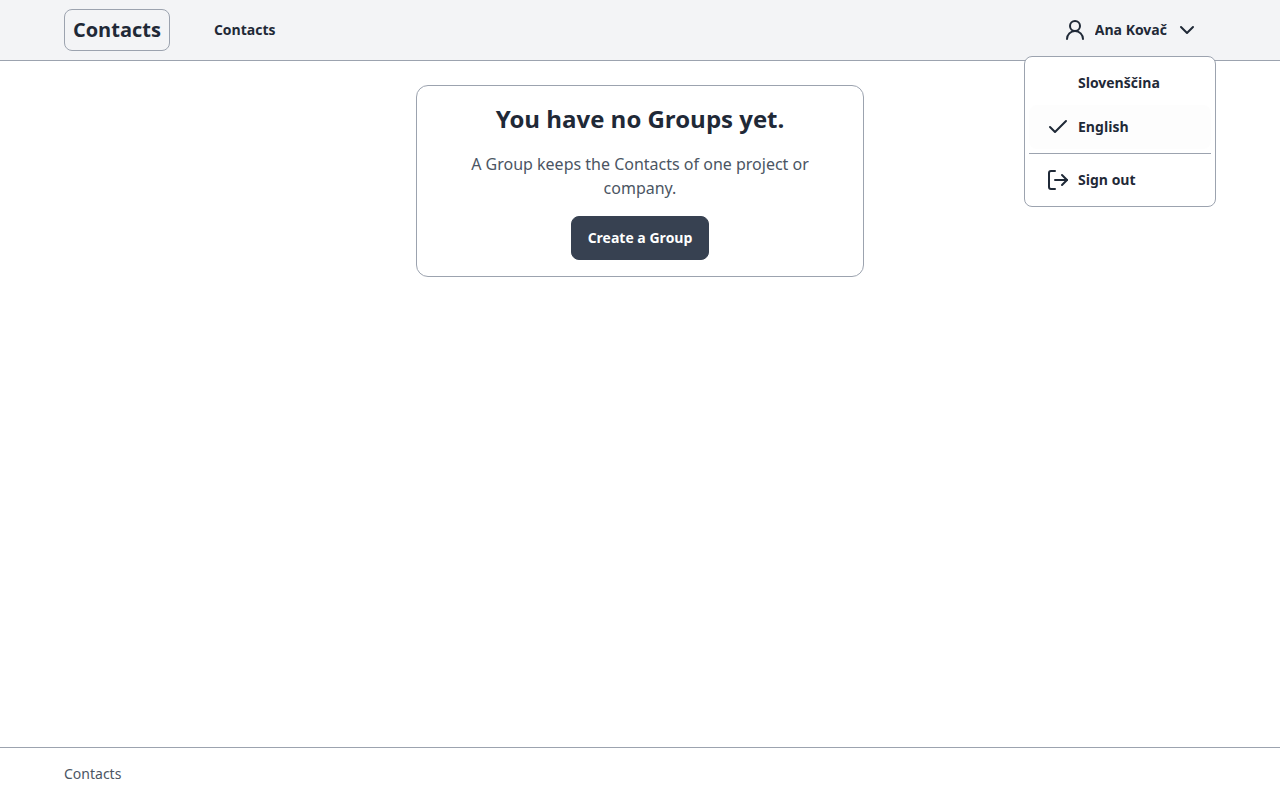 Contacts
Contacts
Ana Kovač
Slovenščina
English
Sign out
You have no Groups yet.
A Group keeps the Contacts of one project or
company.
Create a Group
Contacts